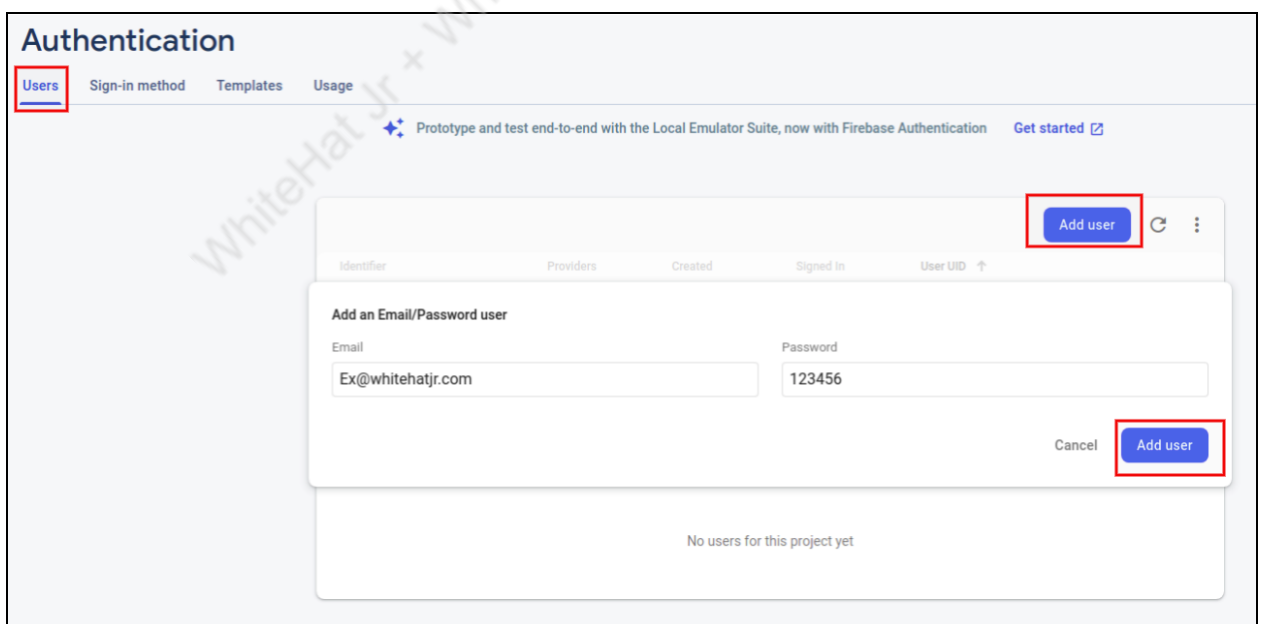 Authentication
Users Sign-in method Templates Usage
Prototype and test end-to-end with the Local Emulator Suite, now with Firebase Authentication Get started
Add user
Identifier Providers Created Signed In User UID ↑
Add an Email/Password user
Email Password
Ex@whitehatjr.com 123456
Cancel Add user
No users for this project yet
WhiteHat Jr + Wh